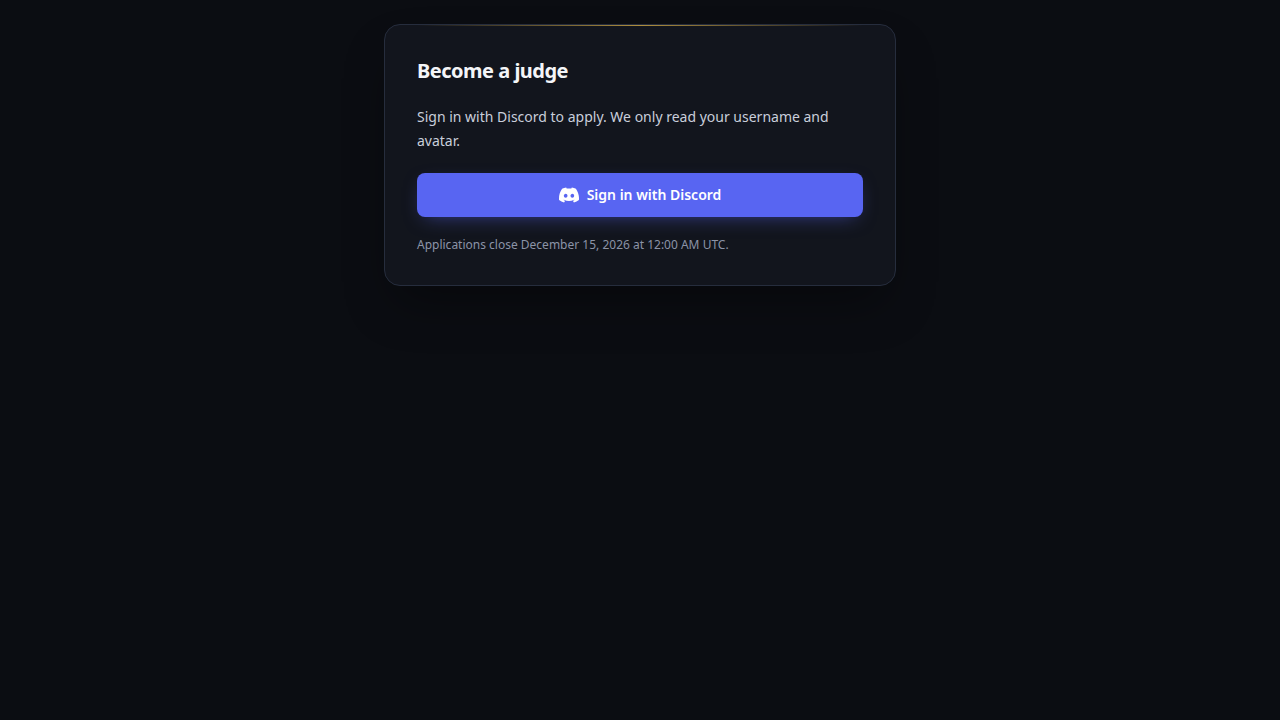 Become a judge
Sign in with Discord to apply. We only read your username and
avatar.
Sign in with Discord
Applications close December 15, 2026 at 12:00 AM UTC.